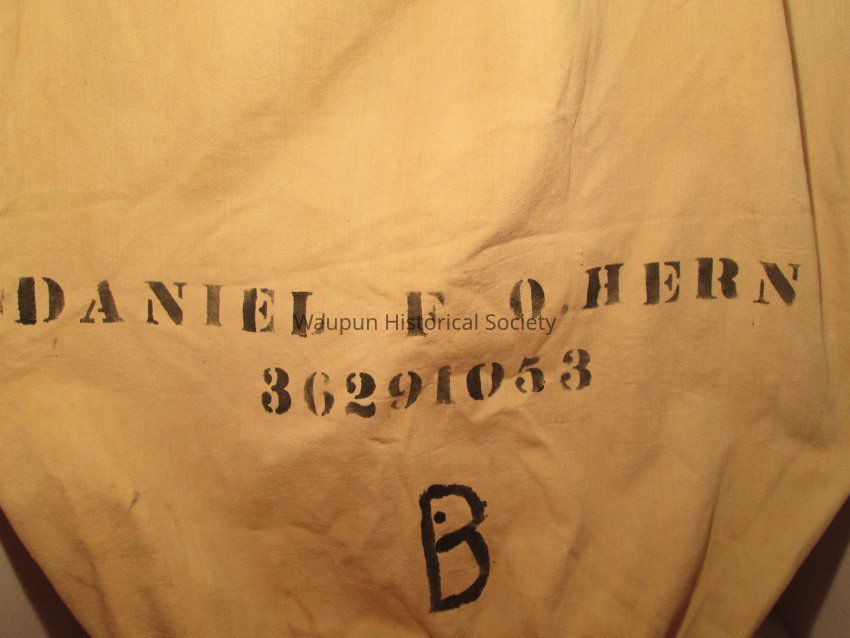 DANIEL F O.HERN
Waupun Historical Society
36291053
B